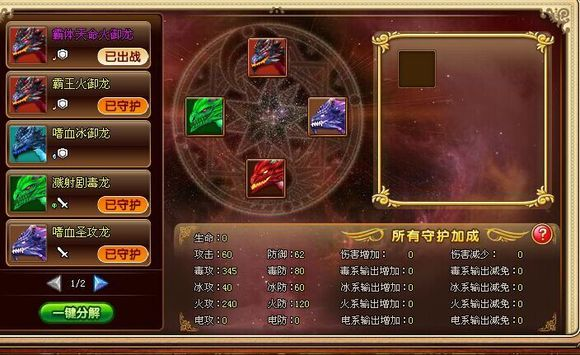 霸体天命火御龙
已出战
霸王火御龙
已守护
嗜血冰御龙
溅射剧毒龙
已守护
嗜血圣攻龙
已守护
1/2
一键分解
所有守护加成
?
生命:0
攻击:60 防御:62 伤害增加:0 伤害减少:0
毒攻:345 毒防:80 毒系输出增加:0 毒系输出减免:0
冰攻:40 冰防:60 冰系输出增加:0 冰系输出减免:0
火攻:240 火防:120 火系输出增加:0 火系输出减免:0
电攻:0 电防:0 电系输出增加:0 电系输出减免:0